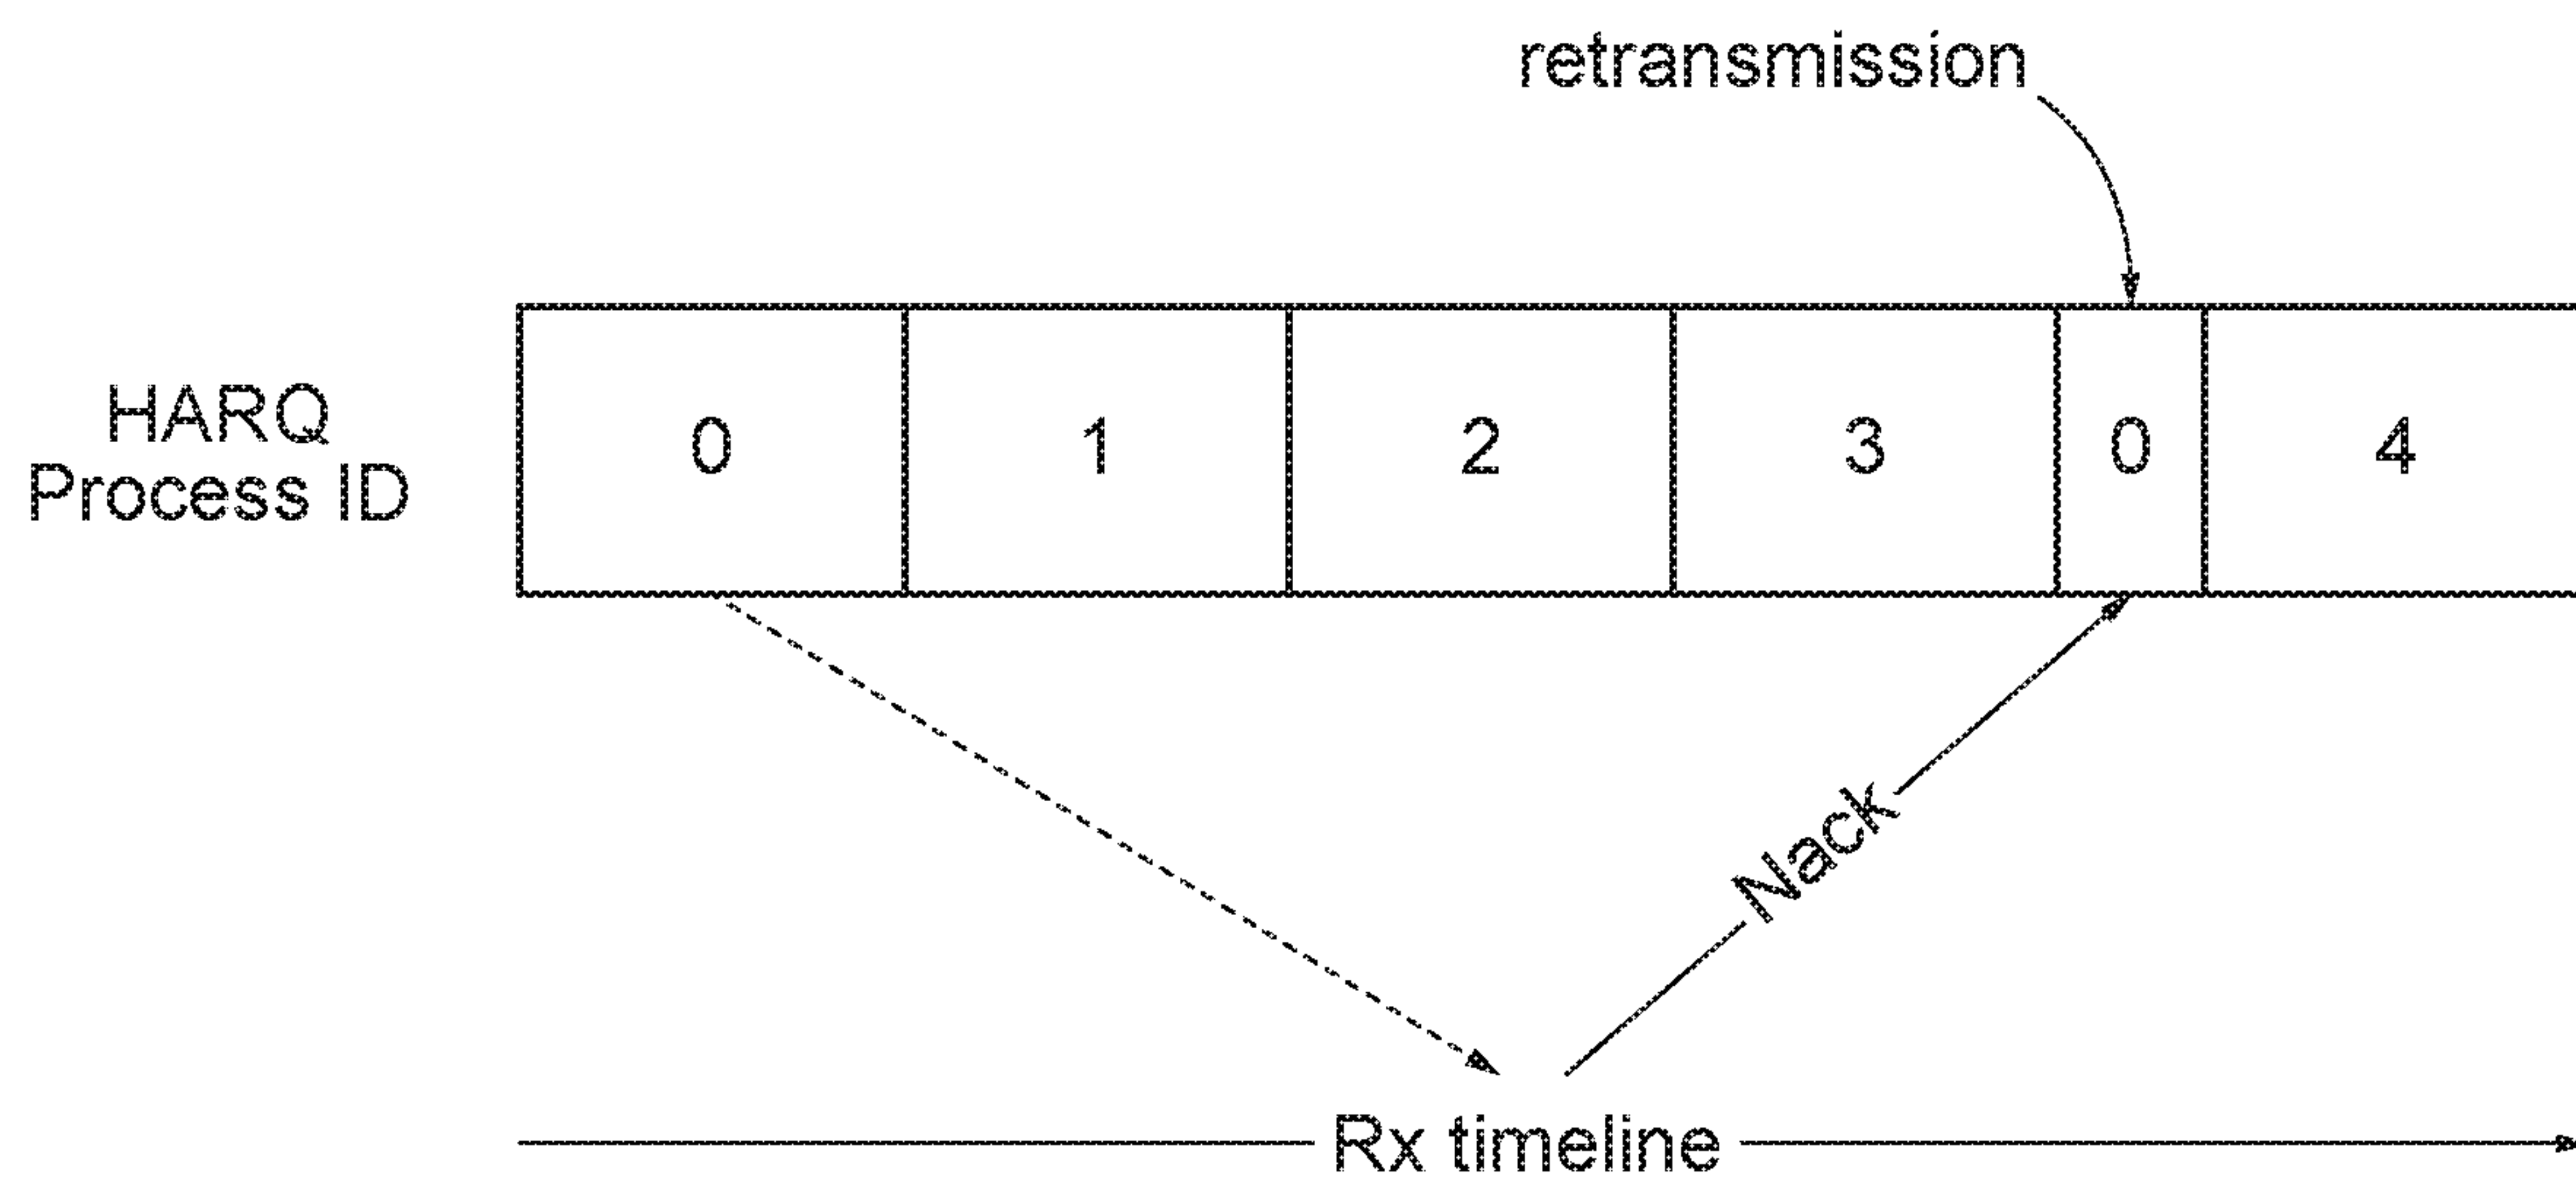 retransmission
HARQ
Process ID
0 1 2 3 0 4
Nack
Rx timeline